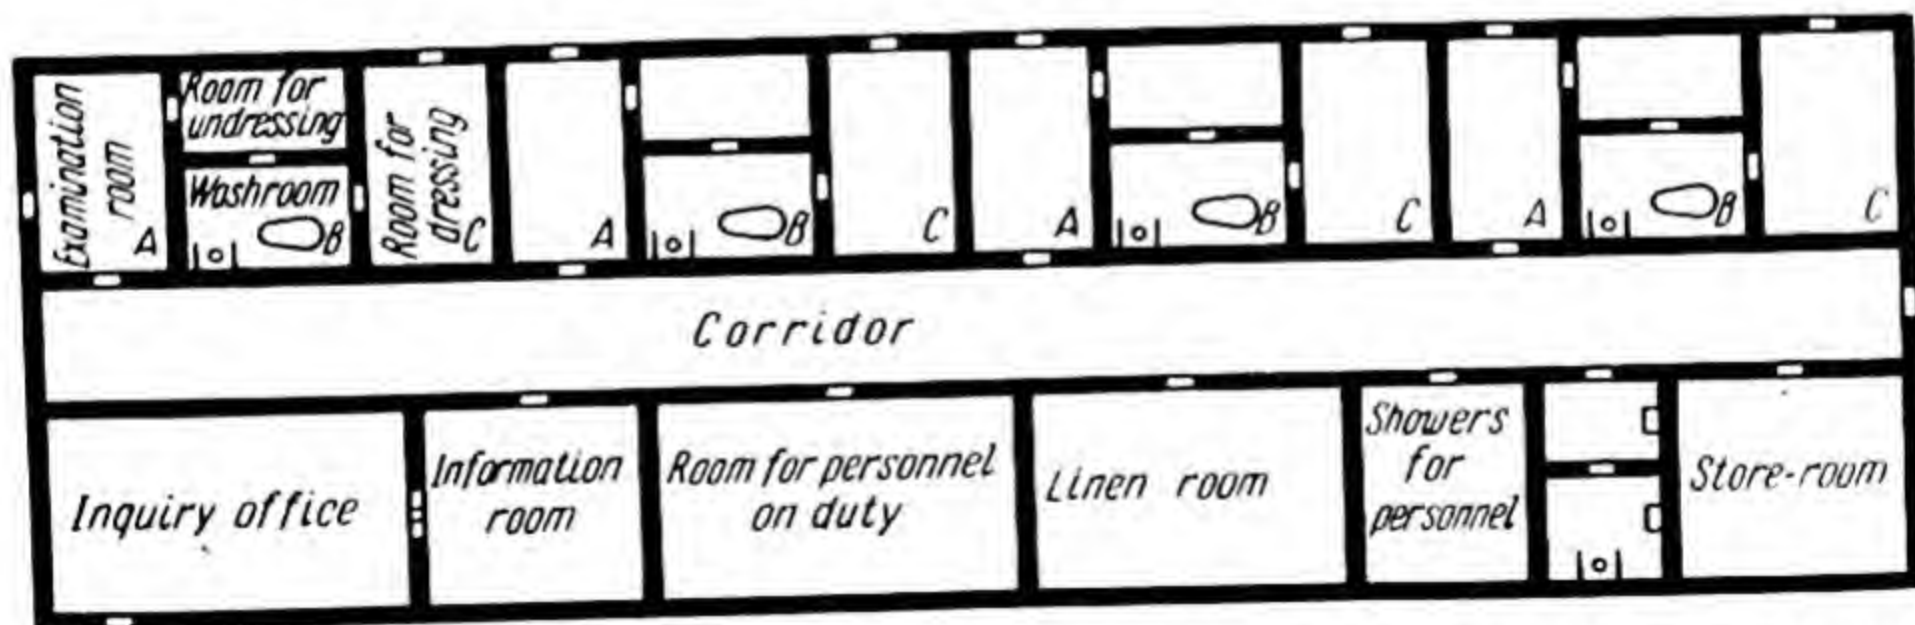 Examination
room
A
Room for
undressing
Washroom
B
Room for
dressing
C
A
B
C
A
B
C
A
B
C
Corridor
Inquiry office
Information
room
Room for personnel
on duty
Linen room
Showers
for
personnel
Store-room